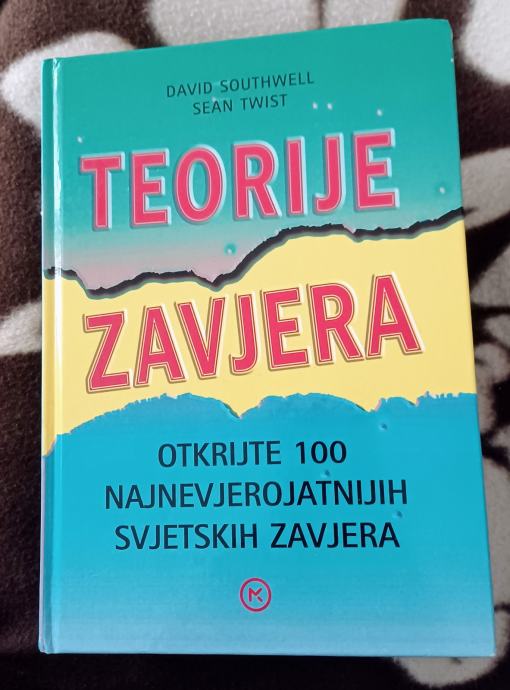 DAVID SOUTHWELL
SEAN TWIST
TEORIJE
ZAVJERA
OTKRIJTE 100
NAJNEVJEROJATNIJIH
SVJETSKIH ZAVJERA